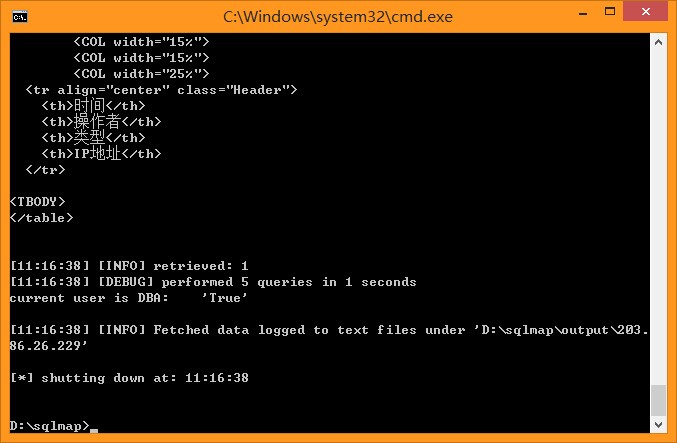 C:\Windows\system32\cmd.exe
<COL width="15%">
<COL width="15%">
<COL width="25%">
<tr align="center" class="Header">
<th>时间</th>
<th>操作者</th>
<th>类型</th>
<th>IP地址</th>
</tr>
<TBODY>
</table>
[11:16:38] [INFO] retrieved: 1
[11:16:38] [DEBUG] performed 5 queries in 1 seconds
current user is DBA:    'True'
[11:16:38] [INFO] Fetched data logged to text files under 'D:\sqlmap\output\203.
86.26.229'
[*] shutting down at: 11:16:38
D:\sqlmap>